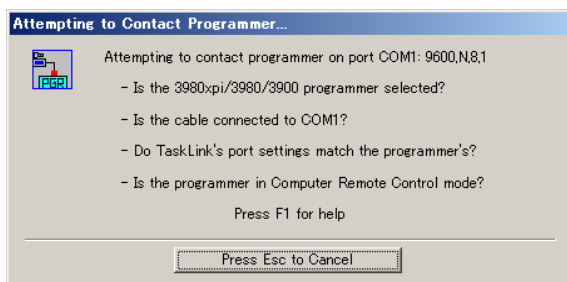 Attempting to Contact Programmer...
PGR
Attempting to contact programmer on port COM1: 9600,N,8,1
- Is the 3980xpi/3980/3900 programmer selected?
- Is the cable connected to COM1?
- Do TaskLink's port settings match the programmer's?
- Is the programmer in Computer Remote Control mode?
Press F1 for help
Press Esc to Cancel